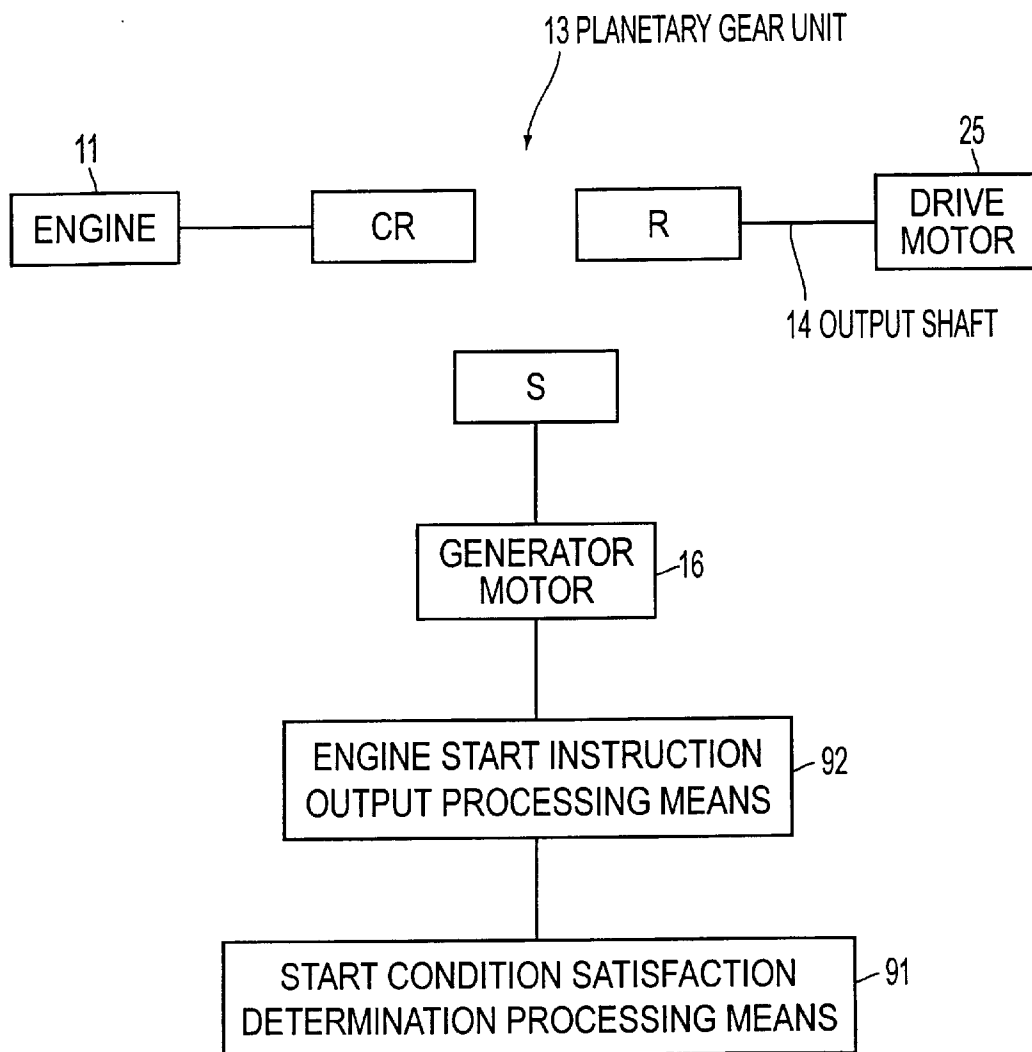 13 PLANETARY GEAR UNIT
11
25
ENGINE
CR
R
DRIVE
MOTOR
14 OUTPUT SHAFT
S
GENERATOR
MOTOR
16
ENGINE START INSTRUCTION
OUTPUT PROCESSING MEANS
92
START CONDITION SATISFACTION
DETERMINATION PROCESSING MEANS
91